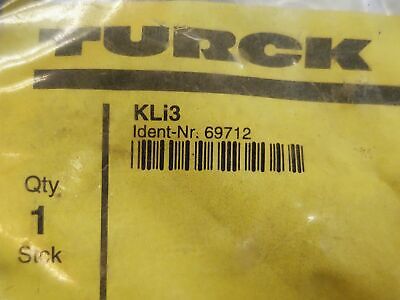 TURCK
KLi3
Ident-Nr. 69712
Qty
1
Stck